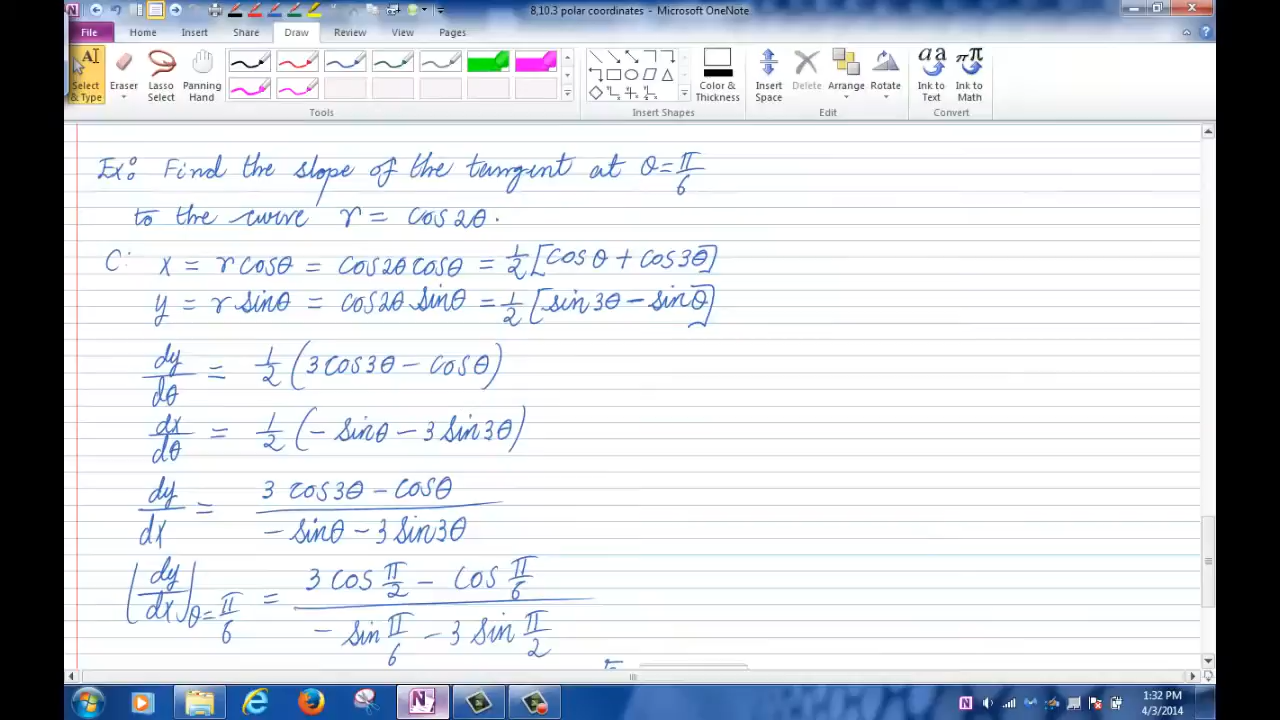 8,10.3 polar coordinates - Microsoft OneNote
File Home Insert Draw Review View Pages
Select & Type Eraser Lasso Select Panning Hand Color & Thickness Insert Space Delete Arrange Rotate Ink to Text Ink to Math
Tools Insert Shapes Edit Convert
Ex: Find the slope of the tangent at θ = π/6
to the curve r = cos2θ.
C: x = r cosθ = cos2θ cosθ = 1/2 [cosθ + cos3θ]
y = r sinθ = cos2θ sinθ = 1/2 [sin3θ - sinθ]
dy/dθ = 1/2 (3cos3θ - cosθ)
dx/dθ = 1/2 (- sinθ - 3 sin3θ)
dy/dx = (3 cos3θ - cosθ)/(- sinθ - 3 sin3θ)
(dy/dx)|θ=π/6 = (3 cos π/2 - cos π/6)/(- sin π/6 - 3 sin π/2)
1:32 PM
4/3/2014